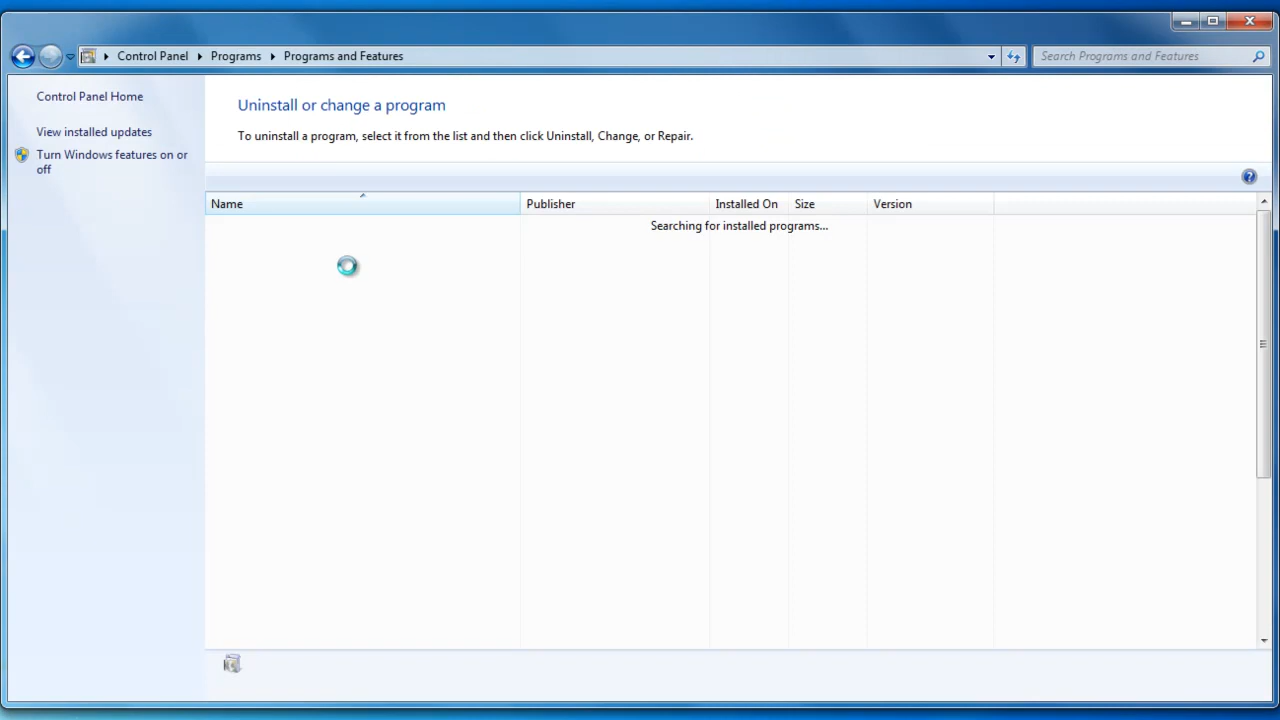 Control Panel Programs Programs and Features
Search Programs and Features
Control Panel Home
View installed updates
Turn Windows features on or
off
Uninstall or change a program
To uninstall a program, select it from the list and then click Uninstall, Change, or Repair.
Name Publisher Installed On Size Version
Searching for installed programs...